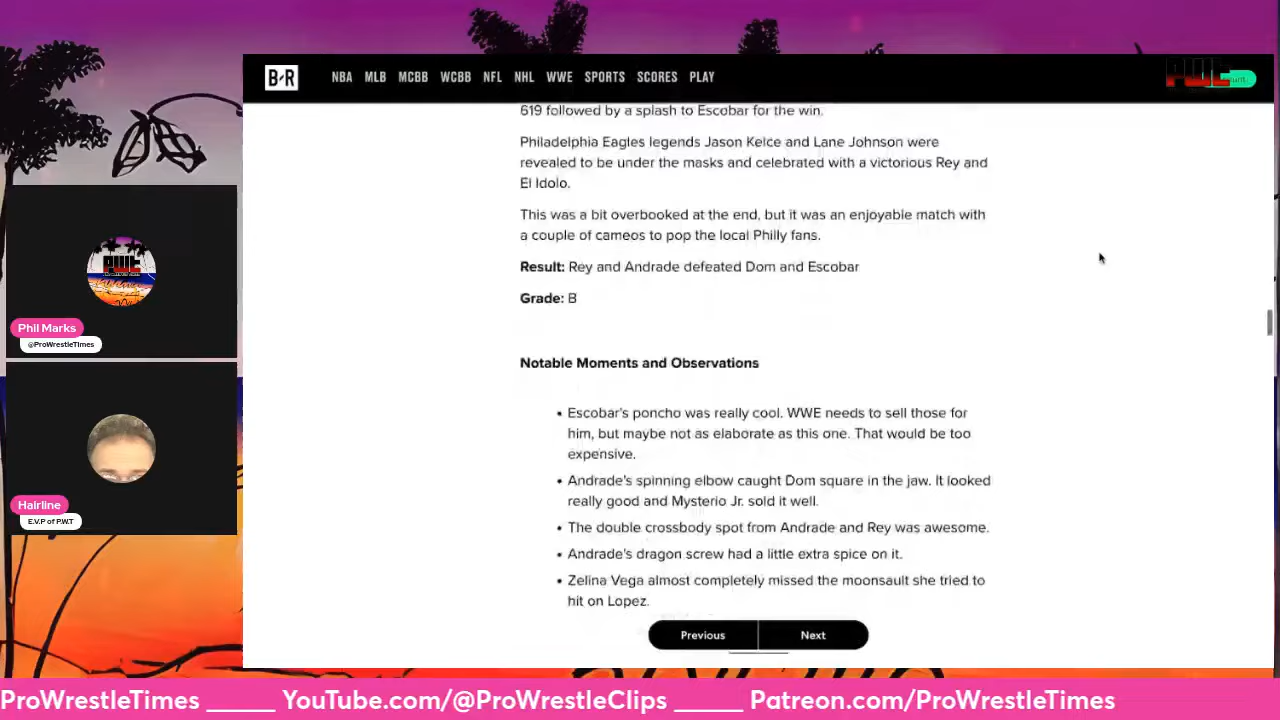 B/R NBA MLB MCBB WCBB NFL NHL WWE SPORTS SCORES PLAY
PWT
619 followed by a splash to Escobar for the win.
Philadelphia Eagles legends Jason Kelce and Lane Johnson were
revealed to be under the masks and celebrated with a victorious Rey and
El Idolo.
This was a bit overbooked at the end, but it was an enjoyable match with
a couple of cameos to pop the local Philly fans.
Result: Rey and Andrade defeated Dom and Escobar
Grade: B
Notable Moments and Observations
• Escobar's poncho was really cool. WWE needs to sell those for
him, but maybe not as elaborate as this one. That would be too
expensive.
• Andrade's spinning elbow caught Dom square in the jaw. It looked
really good and Mysterio Jr. sold it well.
• The double crossbody spot from Andrade and Rey was awesome.
• Andrade's dragon screw had a little extra spice on it.
• Zelina Vega almost completely missed the moonsault she tried to
hit on Lopez.
Previous Next
PWT
Phil Marks
@ProWrestleTimes
Hairline
E.V.P of P.W.T
ProWrestleTimes _____ YouTube.com/@ProWrestleClips _____ Patreon.com/ProWrestleTimes